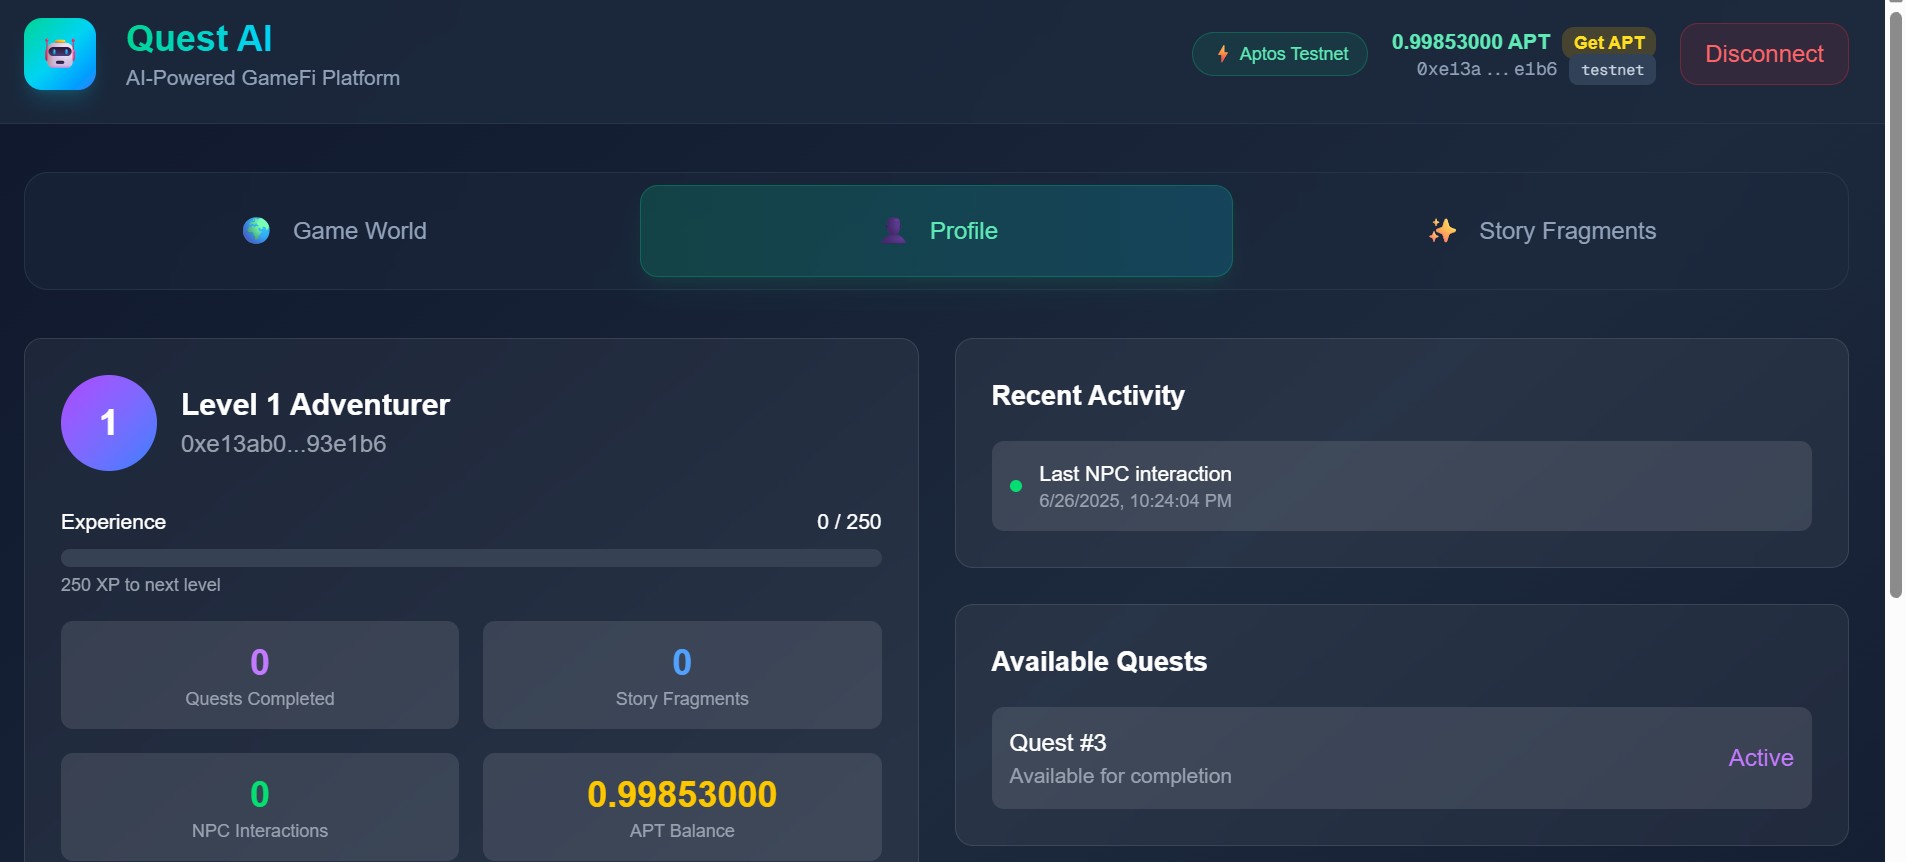 Quest AI
AI-Powered GameFi Platform
Aptos Testnet
0.99853000 APT
Get APT
0xe13a...e1b6
testnet
Disconnect
Game World
Profile
Story Fragments
1
Level 1 Adventurer
0xe13ab0...93e1b6
Experience
0 / 250
250 XP to next level
0
Quests Completed
0
Story Fragments
0
NPC Interactions
0.99853000
APT Balance
Recent Activity
Last NPC interaction
6/26/2025, 10:24:04 PM
Available Quests
Quest #3
Available for completion
Active